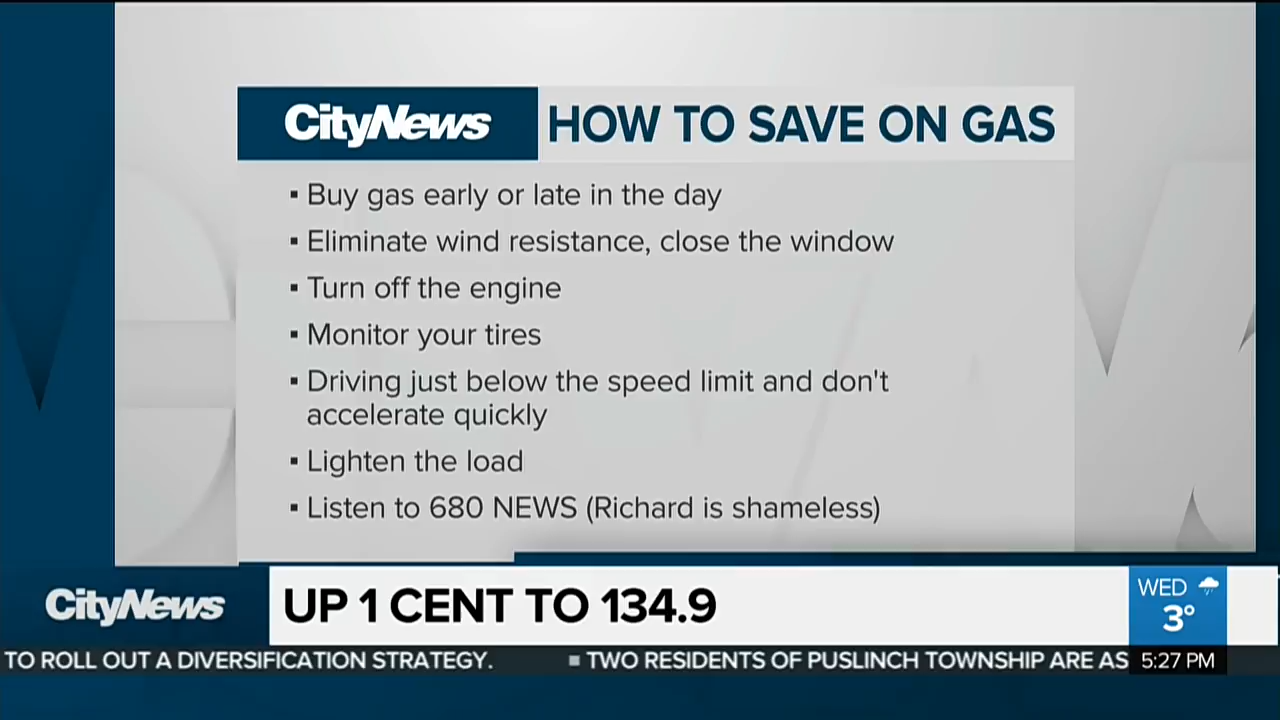 CityNews HOW TO SAVE ON GAS
▪ Buy gas early or late in the day
▪ Eliminate wind resistance, close the window
▪ Turn off the engine
▪ Monitor your tires
▪ Driving just below the speed limit and don't
accelerate quickly
▪ Lighten the load
▪ Listen to 680 NEWS (Richard is shameless)
CityNews UP 1 CENT TO 134.9
WED
3°
TO ROLL OUT A DIVERSIFICATION STRATEGY. ▪ TWO RESIDENTS OF PUSLINCH TOWNSHIP ARE AS
5:27 PM